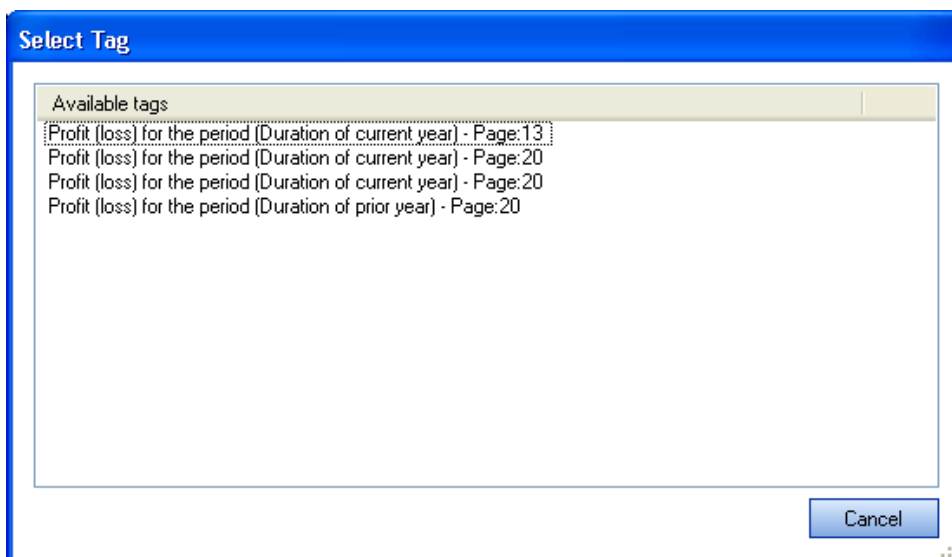 Select Tag
Available tags
Profit (loss) for the period (Duration of current year) - Page:13
Profit (loss) for the period (Duration of current year) - Page:20
Profit (loss) for the period (Duration of current year) - Page:20
Profit (loss) for the period (Duration of prior year) - Page:20
Cancel